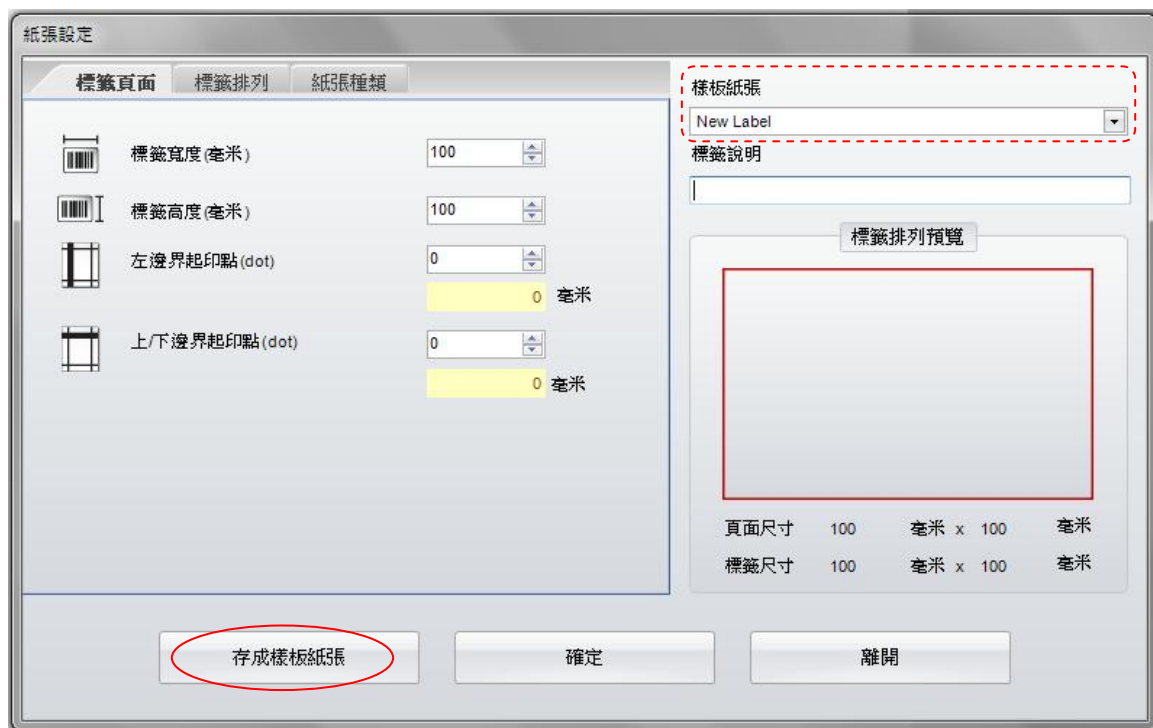 紙張設定
標籤頁面 標籤排列 紙張種類
標籤寬度(毫米) 100
標籤高度(毫米) 100
左邊界起印點(dot) 0
0 毫米
上/下邊界起印點(dot) 0
0 毫米
樣板紙張
New Label
標籤說明
標籤排列預覽
頁面尺寸 100 毫米 x 100 毫米
標籤尺寸 100 毫米 x 100 毫米
存成樣板紙張 確定 離開